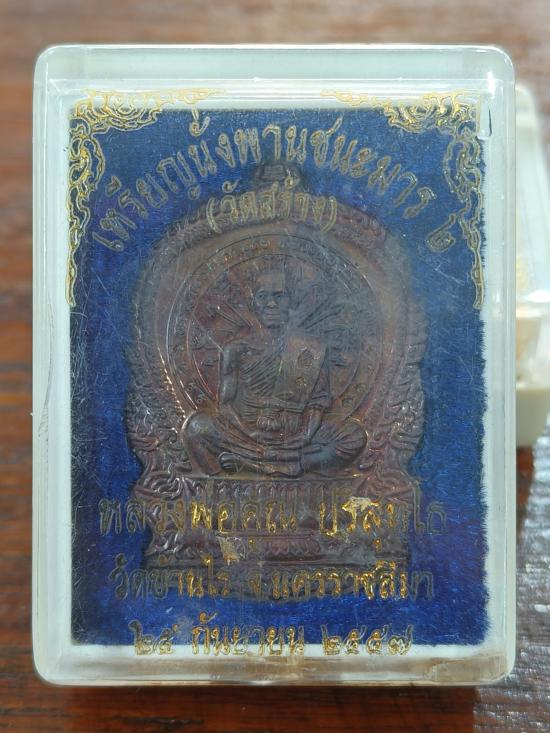 เหรียญนั่งพานชนะมาร ๒
(วัดสร้าง)
หลวงพ่อคูณ ปริสุทโธ
วัดบ้านไร่ จ.นครราชสีมา
๒๕ กันยายน ๒๕๕๗